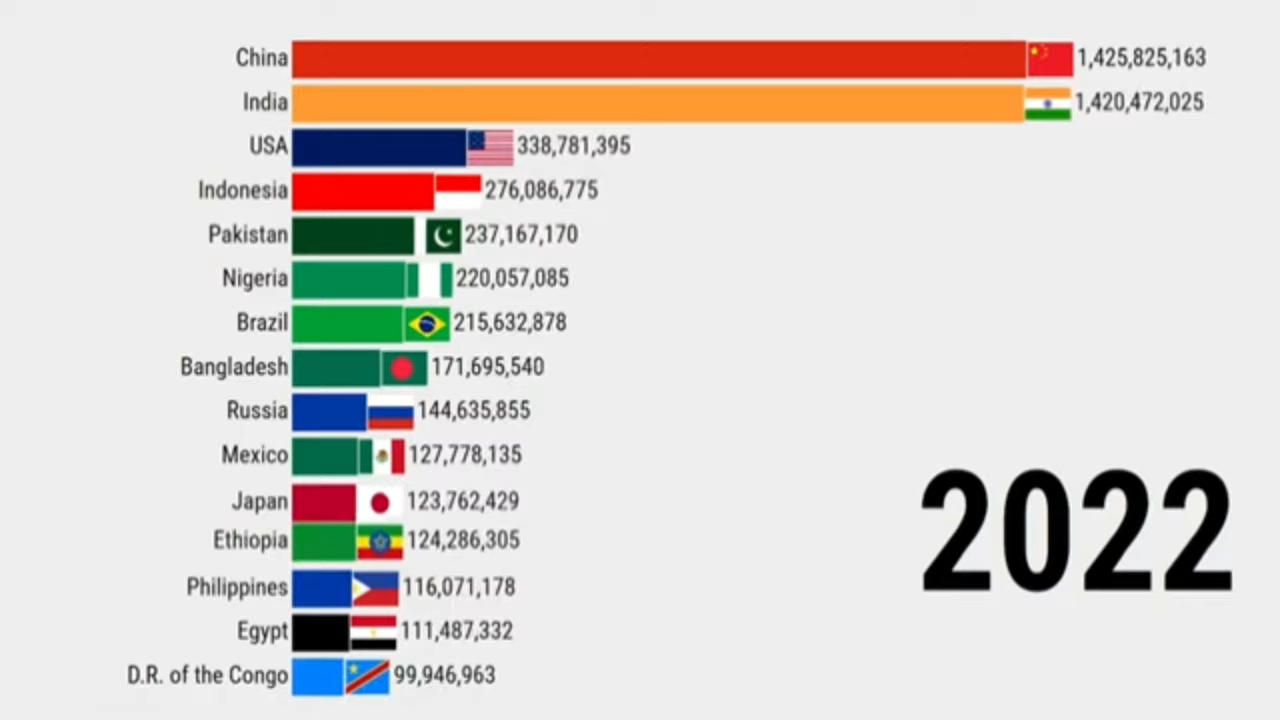 China 1,425,825,163
India 1,420,472,025
USA 338,781,395
Indonesia 276,086,775
Pakistan 237,167,170
Nigeria 220,057,085
Brazil 215,632,878
Bangladesh 171,695,540
Russia 144,635,855
Mexico 127,778,135
Japan 123,762,429
Ethiopia 124,286,305
Philippines 116,071,178
Egypt 111,487,332
D.R. of the Congo 99,946,963
2022